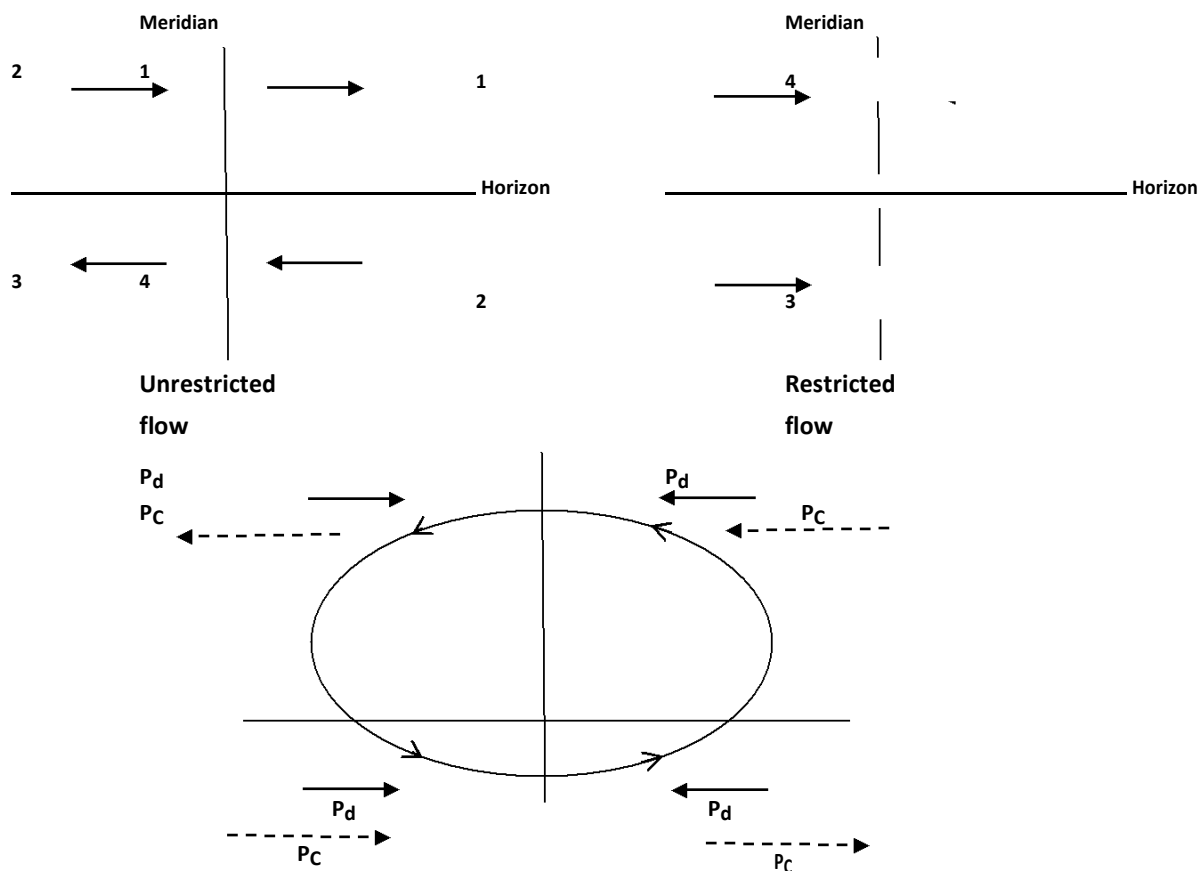 Meridian
Meridian
2
1
1
4
Horizon
Horizon
3
4
2
3
Unrestricted
flow
Restricted
flow
Pd
PC
Pd
PC
Pd
PC
Pd
PC